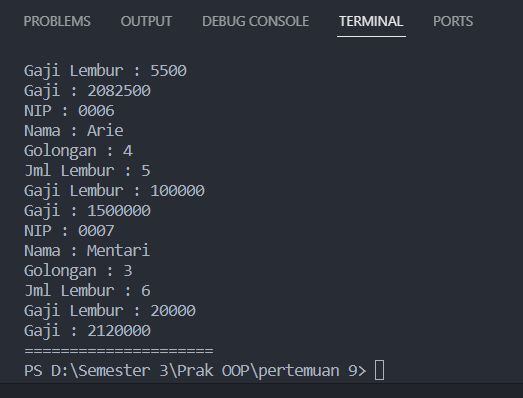 PROBLEMS OUTPUT DEBUG CONSOLE TERMINAL PORTS
Gaji Lembur : 5500
Gaji : 2082500
NIP : 0006
Nama : Arie
Golongan : 4
Jml Lembur : 5
Gaji Lembur : 100000
Gaji : 1500000
NIP : 0007
Nama : Mentari
Golongan : 3
Jml Lembur : 6
Gaji Lembur : 20000
Gaji : 2120000
=====================
PS D:\Semester 3\Prak OOP\pertemuan 9>